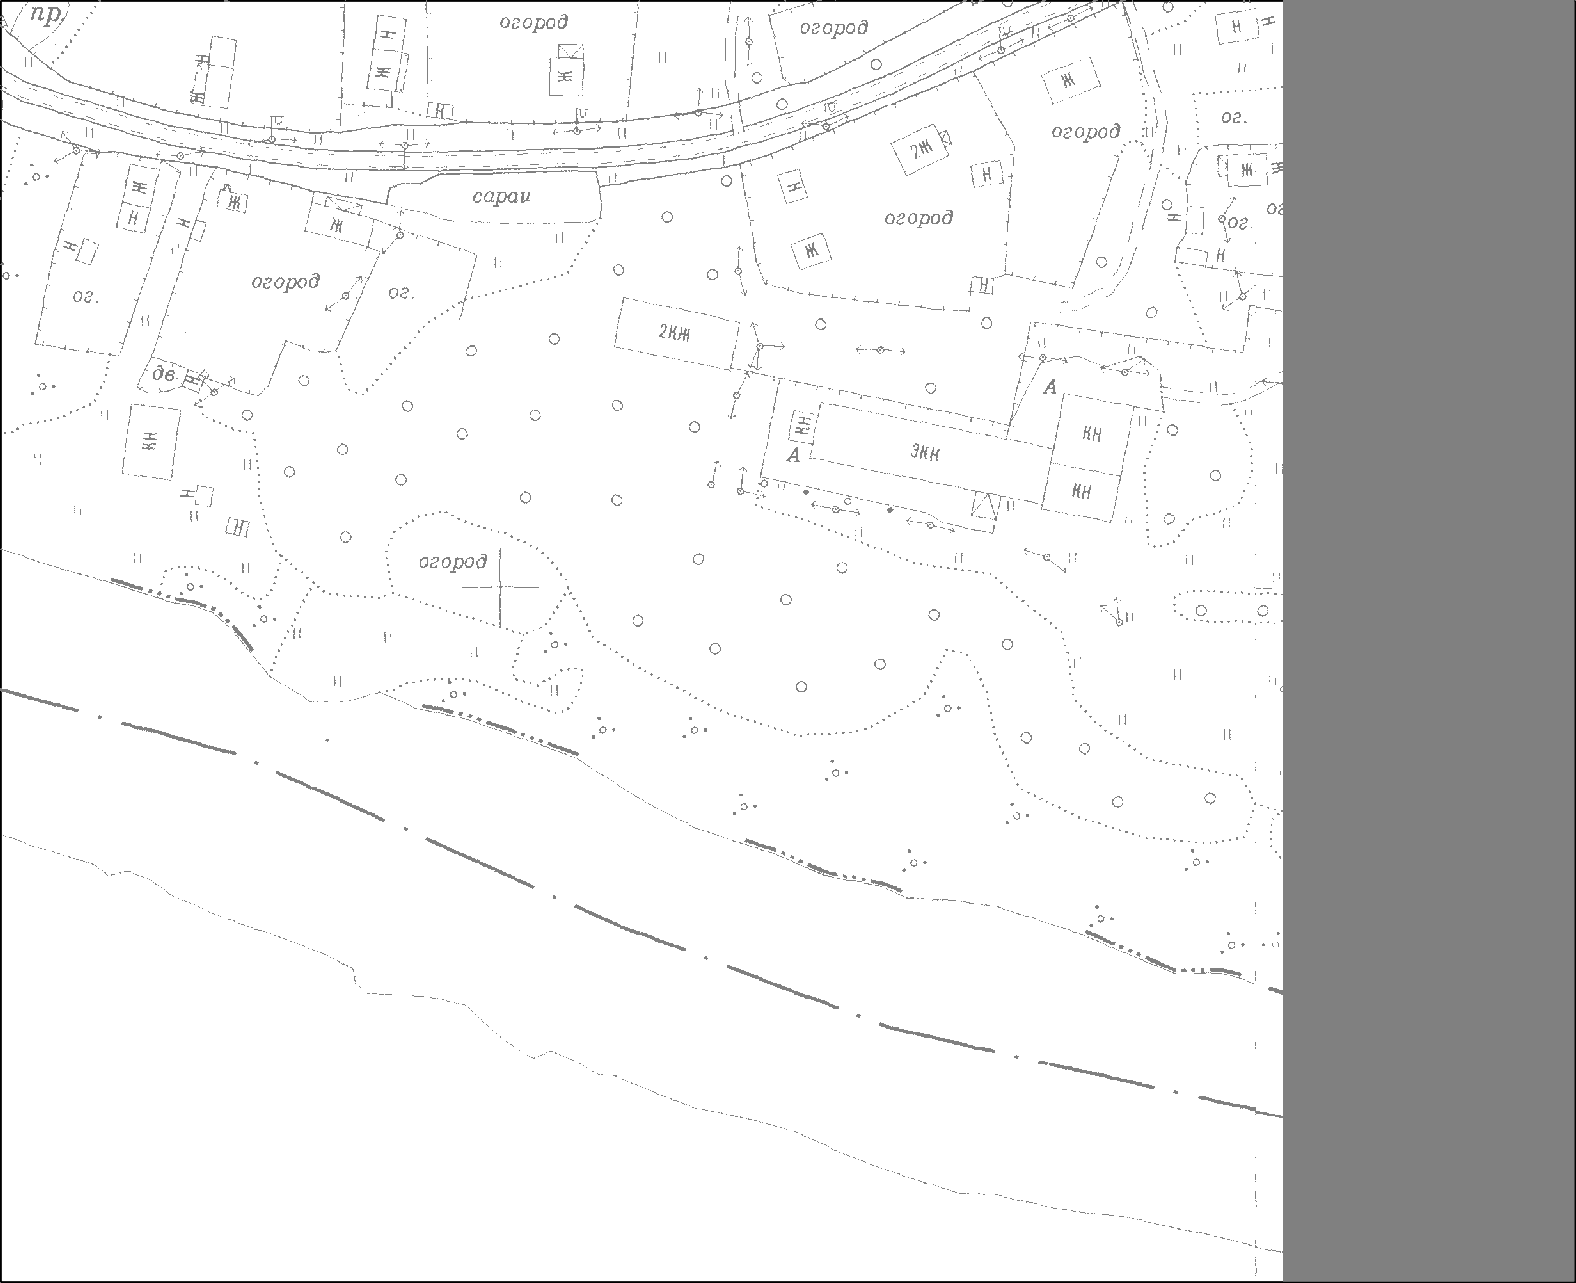 пр.
огород
огород
Н
Н
Н
Ж
Ж
Ж
Н
Ж
огород
ог.
2Ж
Н
Ж
Н
сараи
Ж
Н
Ж
Ж
Н
огород
Н
ог.
Н
Ж
Н
огород
ог.
ог.
Н
2КЖ
дв.
Н
А
КН
КН
А
3КН
КН
КН
Н
Н
огород